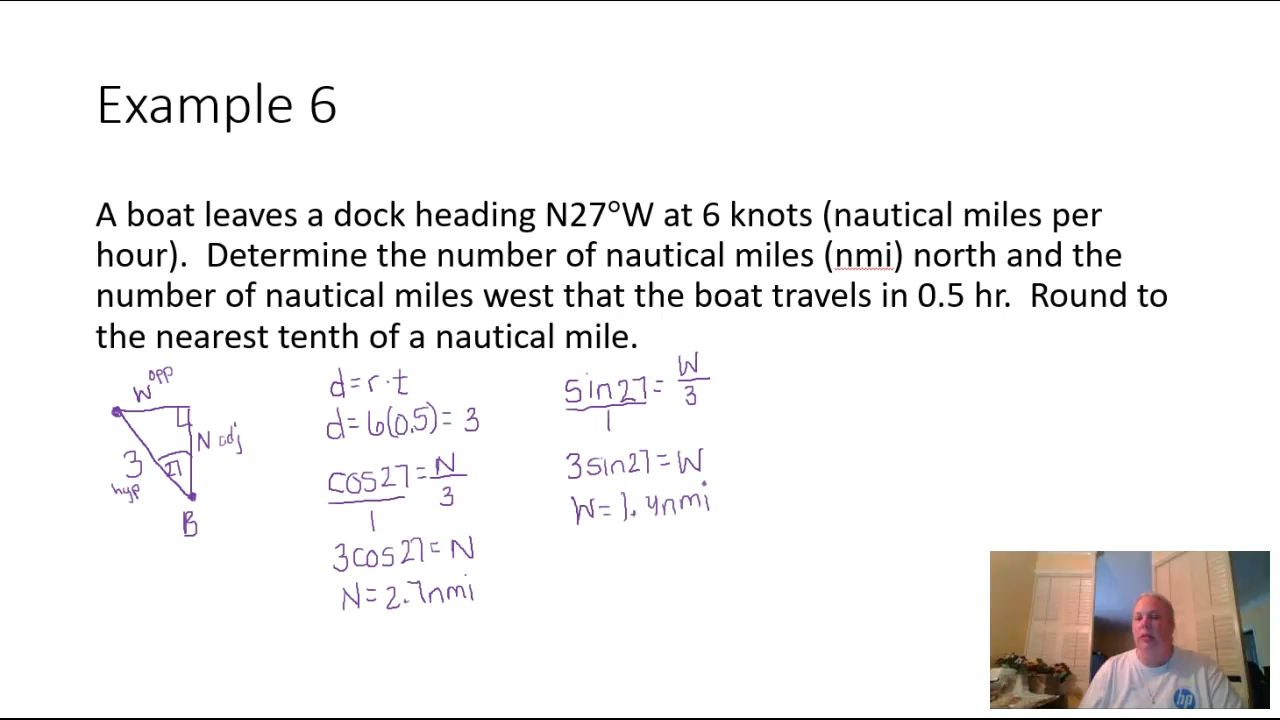 Example 6
A boat leaves a dock heading N27°W at 6 knots (nautical miles per
hour).  Determine the number of nautical miles (nmi) north and the
number of nautical miles west that the boat travels in 0.5 hr.  Round to
the nearest tenth of a nautical mile.
W opp
N adj
3
27
hyp
B
d=r·t
d=6(0.5)=3
cos27=N/3
1
3cos27=N
N=2.7nmi
sin27=W/3
1
3sin27=W
W=1.4nmi
hp